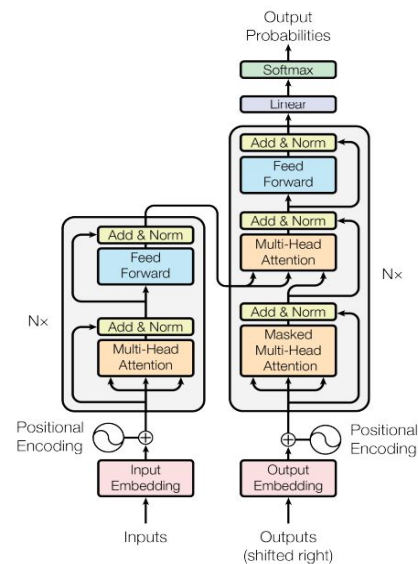 Output
Probabilities
Softmax
Linear
Add & Norm
Feed
Forward
Add & Norm
Multi-Head
Attention
Nx
Add & Norm
Masked
Multi-Head
Attention
Add & Norm
Feed
Forward
Nx
Add & Norm
Multi-Head
Attention
Positional
Encoding
Positional
Encoding
Input
Embedding
Output
Embedding
Inputs
Outputs
(shifted right)